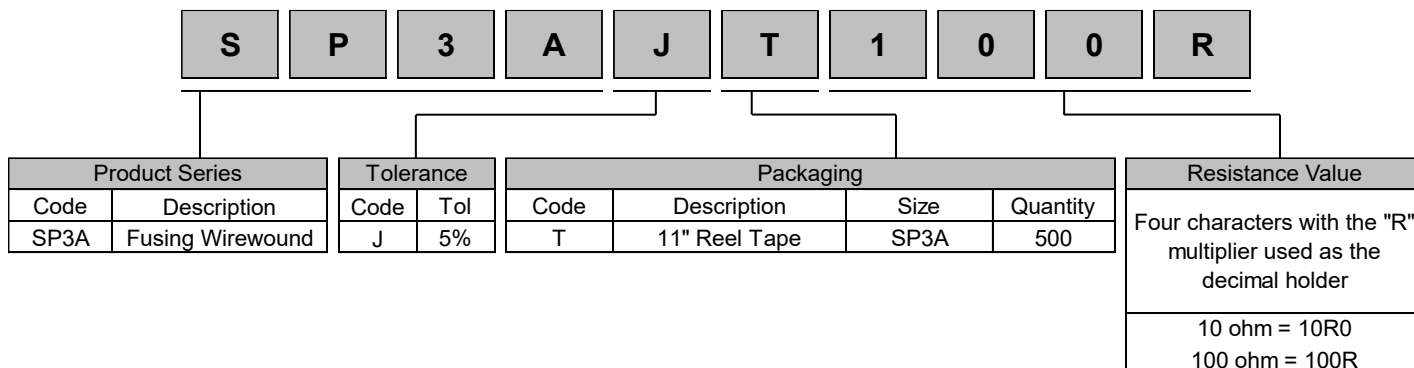 S P 3 A J T 1 0 0 R
Product Series
Code Description
SP3A Fusing Wirewound
Tolerance
Code Tol
J 5%
Packaging
Code Description Size Quantity
T 11" Reel Tape SP3A 500
Resistance Value
Four characters with the "R"
multiplier used as the
decimal holder
10 ohm = 10R0
100 ohm = 100R